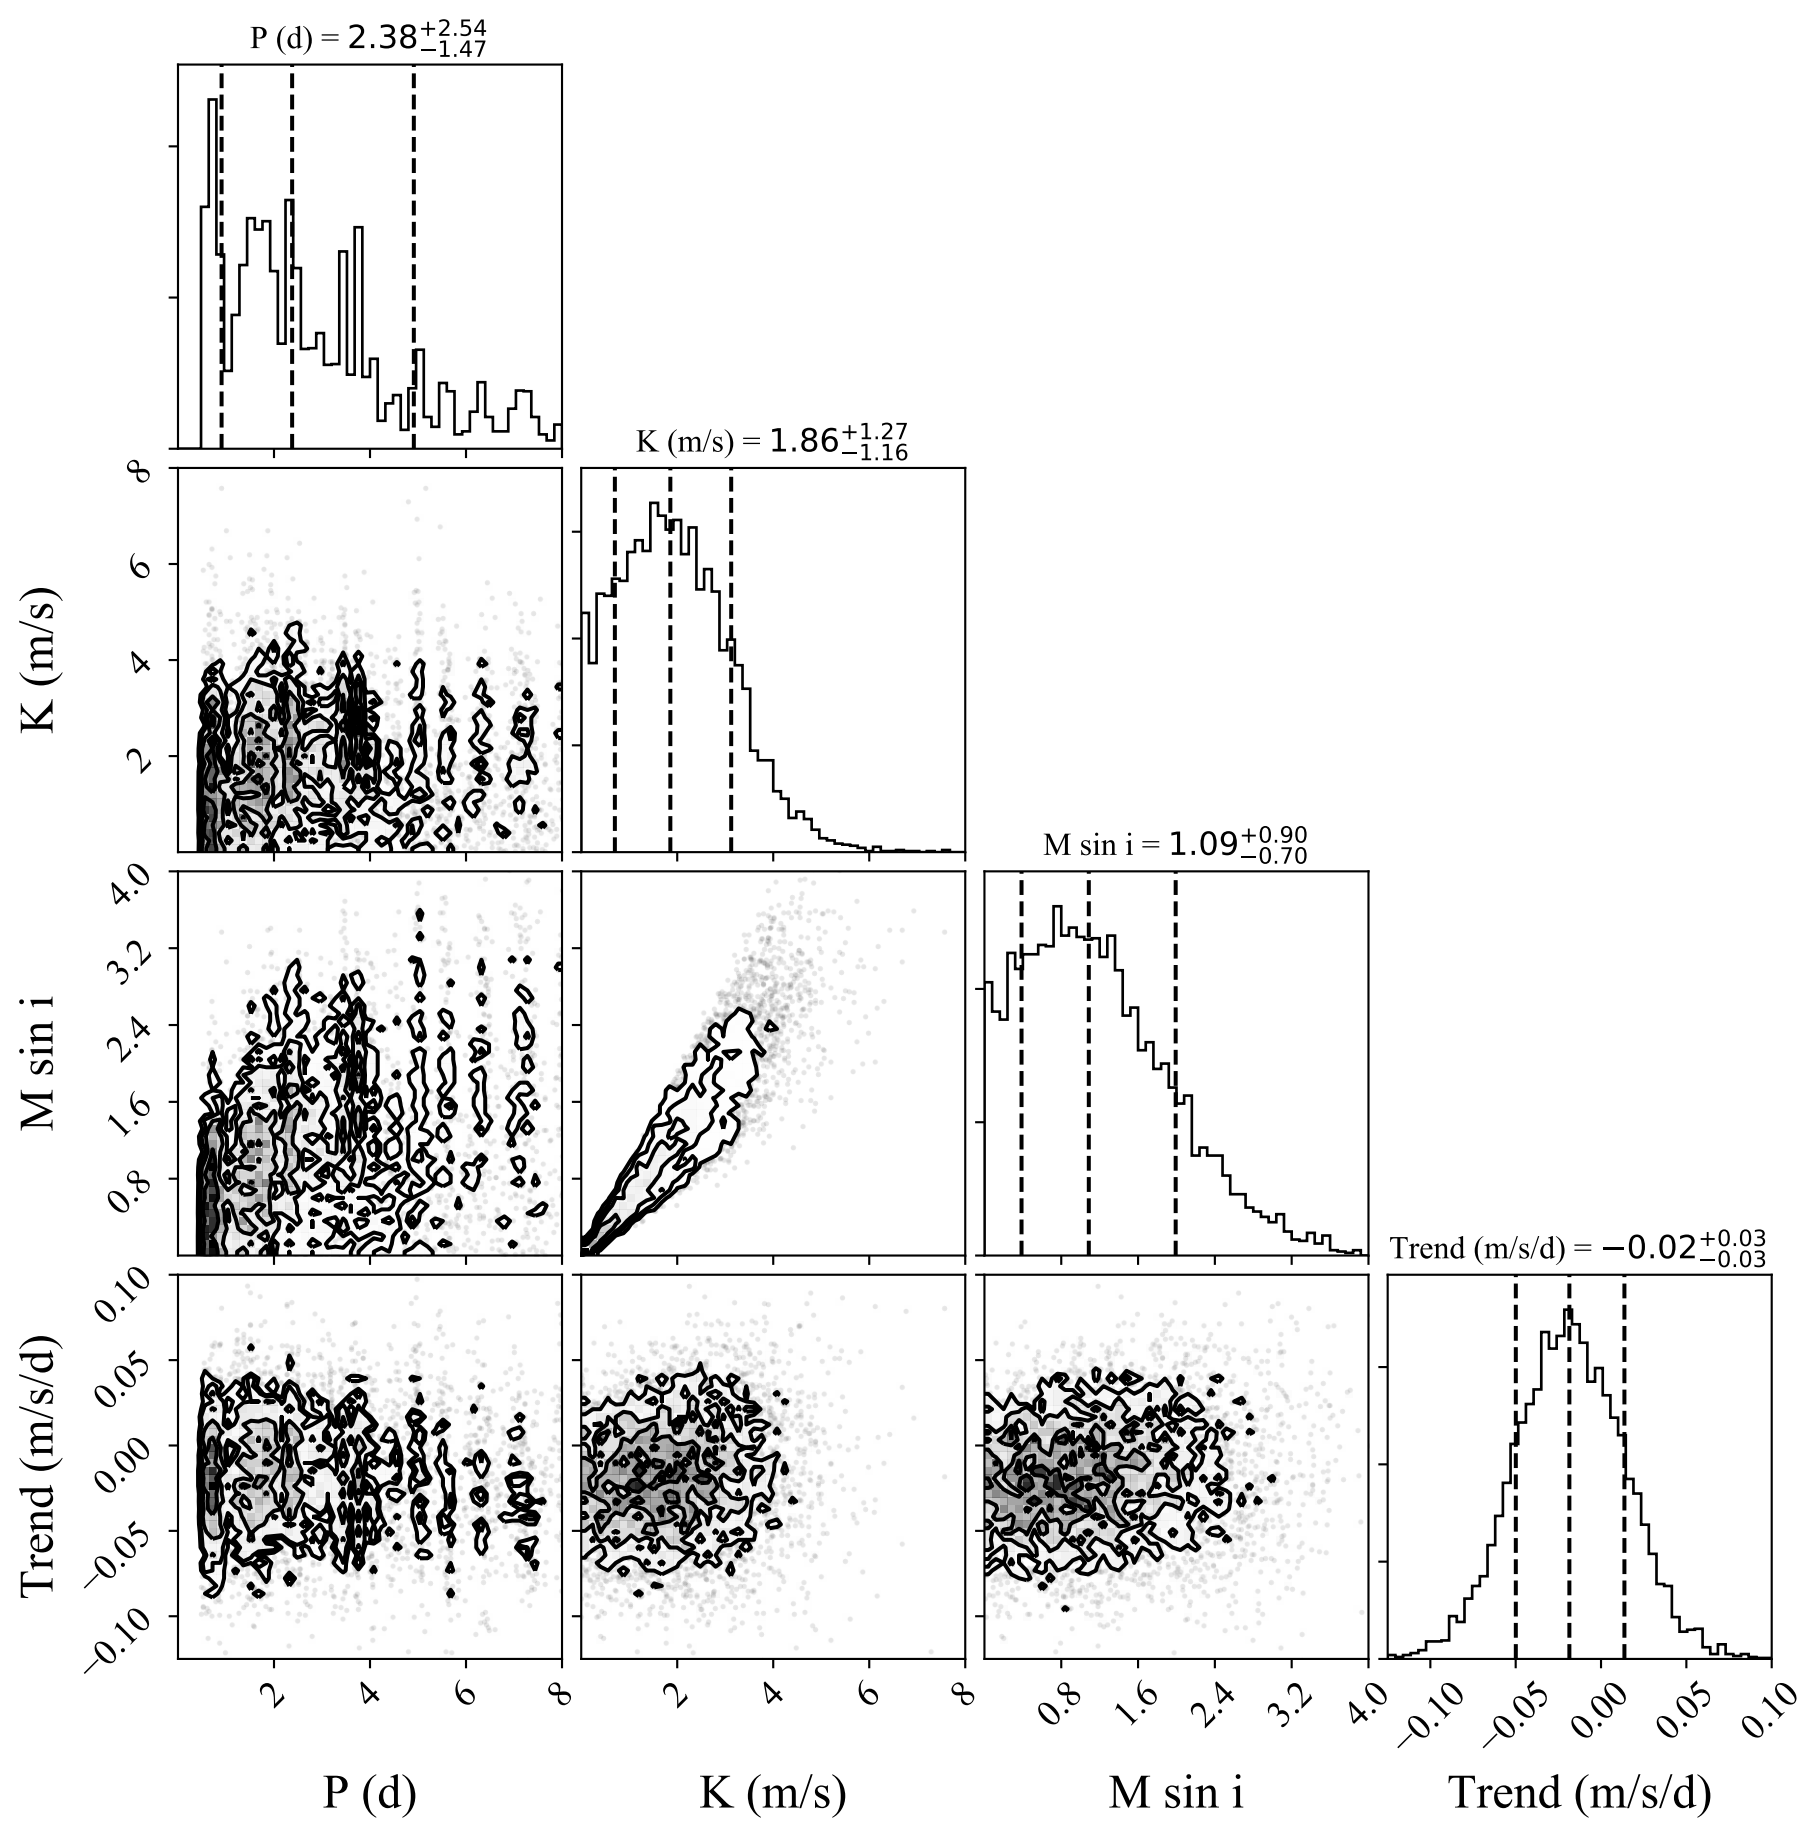 P (d) = 2.38 +2.54 −1.47
K (m/s) = 1.86 +1.27 −1.16
8
6
4
2
K (m/s)
M sin i = 1.09 +0.90 −0.70
4.0
3.2
2.4
1.6
0.8
M sin i
Trend (m/s/d) = −0.02 +0.03 −0.03
0.10
0.05
0.00
−0.05
−0.10
Trend (m/s/d)
2 4 6 8
2 4 6 8
0.8 1.6 2.4 3.2 4.0
−0.10 −0.05 0.00 0.05 0.10
P (d)
K (m/s)
M sin i
Trend (m/s/d)